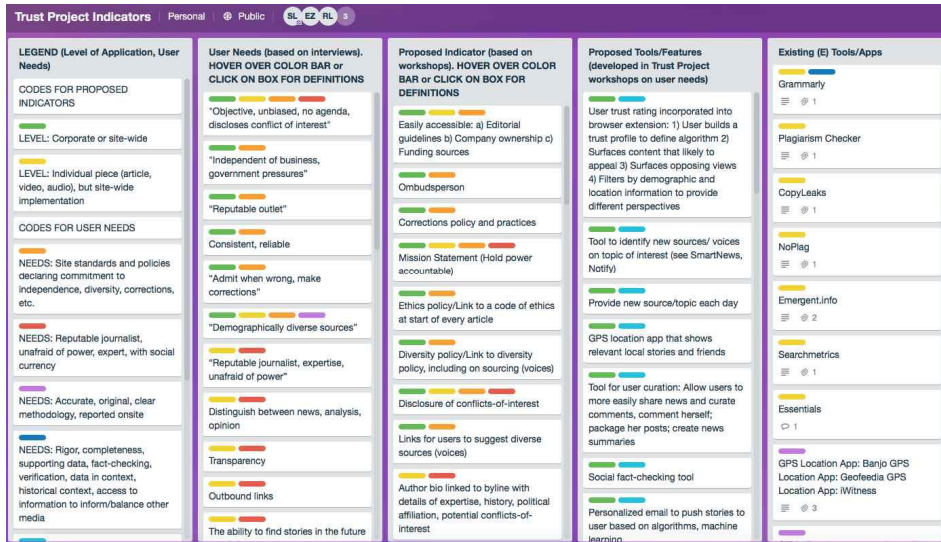 Trust Project Indicators
Personal
Public
SL
EZ
RL
3
LEGEND (Level of Application, User
Needs)
CODES FOR PROPOSED
INDICATORS
LEVEL: Corporate or site-wide
LEVEL: Individual piece (article,
video, audio), but site-wide
implementation
CODES FOR USER NEEDS
NEEDS: Site standards and policies
declaring commitment to
independence, diversity, corrections,
etc.
NEEDS: Reputable journalist,
unafraid of power, expert, with social
currency
NEEDS: Accurate, original, clear
methodology, reported onsite
NEEDS: Rigor, completeness,
supporting data, fact-checking,
verification, data in context,
historical context, access to
information to inform/balance other
media
User Needs (based on interviews).
HOVER OVER COLOR BAR or
CLICK ON BOX FOR DEFINITIONS
"Objective, unbiased, no agenda,
discloses conflict of interest"
"Independent of business,
government pressures"
"Reputable outlet"
Consistent, reliable
"Admit when wrong, make
corrections"
"Demographically diverse sources"
"Reputable journalist, expertise,
unafraid of power"
Distinguish between news, analysis,
opinion
Transparency
Outbound links
The ability to find stories in the future
Proposed Indicator (based on
workshops). HOVER OVER COLOR
BAR or CLICK ON BOX FOR
DEFINITIONS
Easily accessible: a) Editorial
guidelines b) Company ownership c)
Funding sources
Ombudsperson
Corrections policy and practices
Mission Statement (Hold power
accountable)
Ethics policy/Link to a code of ethics
at start of every article
Diversity policy/Link to diversity
policy, including on sourcing (voices)
Disclosure of conflicts-of-interest
Links for users to suggest diverse
sources (voices)
Author bio linked to byline with
details of expertise, history, political
affiliation, potential conflicts-of-
interest
Proposed Tools/Features
(developed in Trust Project
workshops on user needs)
User trust rating incorporated into
browser extension: 1) User builds a
trust profile to define algorithm 2)
Surfaces content that likely to
appeal 3) Surfaces opposing views
4) Filters by demographic and
location information to provide
different perspectives
Tool to identify new sources/ voices
on topic of interest (see SmartNews,
Notify)
Provide new source/topic each day
GPS location app that shows
relevant local stories and friends
Tool for user curation: Allow users to
more easily share news and curate
comments, comment herself;
package her posts; create news
summaries
Social fact-checking tool
Personalized email to push stories to
user based on algorithms, machine
learning
Existing (E) Tools/Apps
Grammarly
1
Plagiarism Checker
1
CopyLeaks
1
NoPlag
1
Emergent.info
2
Searchmetrics
1
Essentials
1
GPS Location App: Banjo GPS
Location App: Geofeedia GPS
Location App: iWitness
3